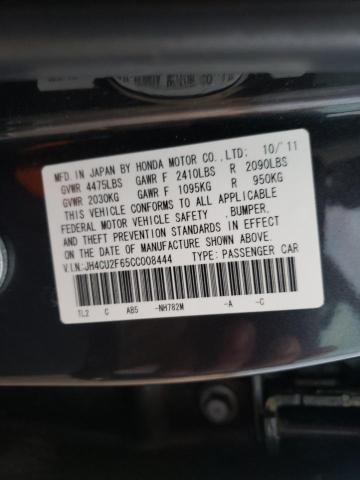 MFD. IN JAPAN BY HONDA MOTOR CO., LTD: 10/'11
GVWR 4475LBS GAWR F 2410LBS R 2090LBS
GVWR 2030KG GAWR F 1095KG R 950KG
THIS VEHICLE CONFORMS TO ALL APPLICABLE
FEDERAL MOTOR VEHICLE SAFETY ,BUMPER,
AND THEFT PREVENTION STANDARDS IN EFFECT
ON THE DATE OF MANUFACTURE SHOWN ABOVE.
V.I.N:JH4CU2F65CC008444 TYPE: PASSENGER CAR
TL2 C AB5 -NH782M -A -C